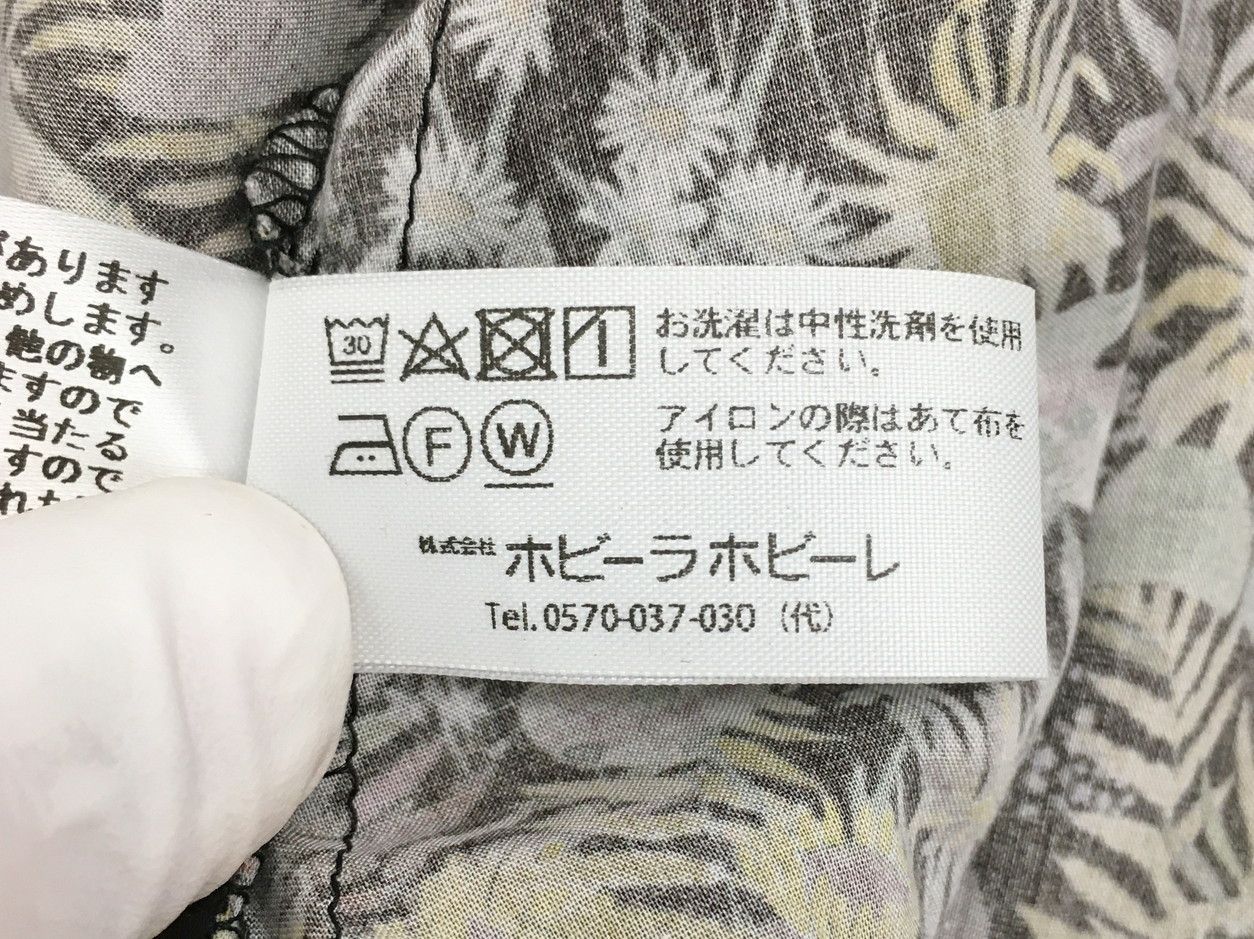 があります
めします。
他の物へ
ますので
当たる
すので
30
お洗濯は中性洗剤を使用
してください。
F
W
アイロンの際はあて布を
使用してください。
株式会社 ホビーラホビーレ
Tel.0570-037-030（代）